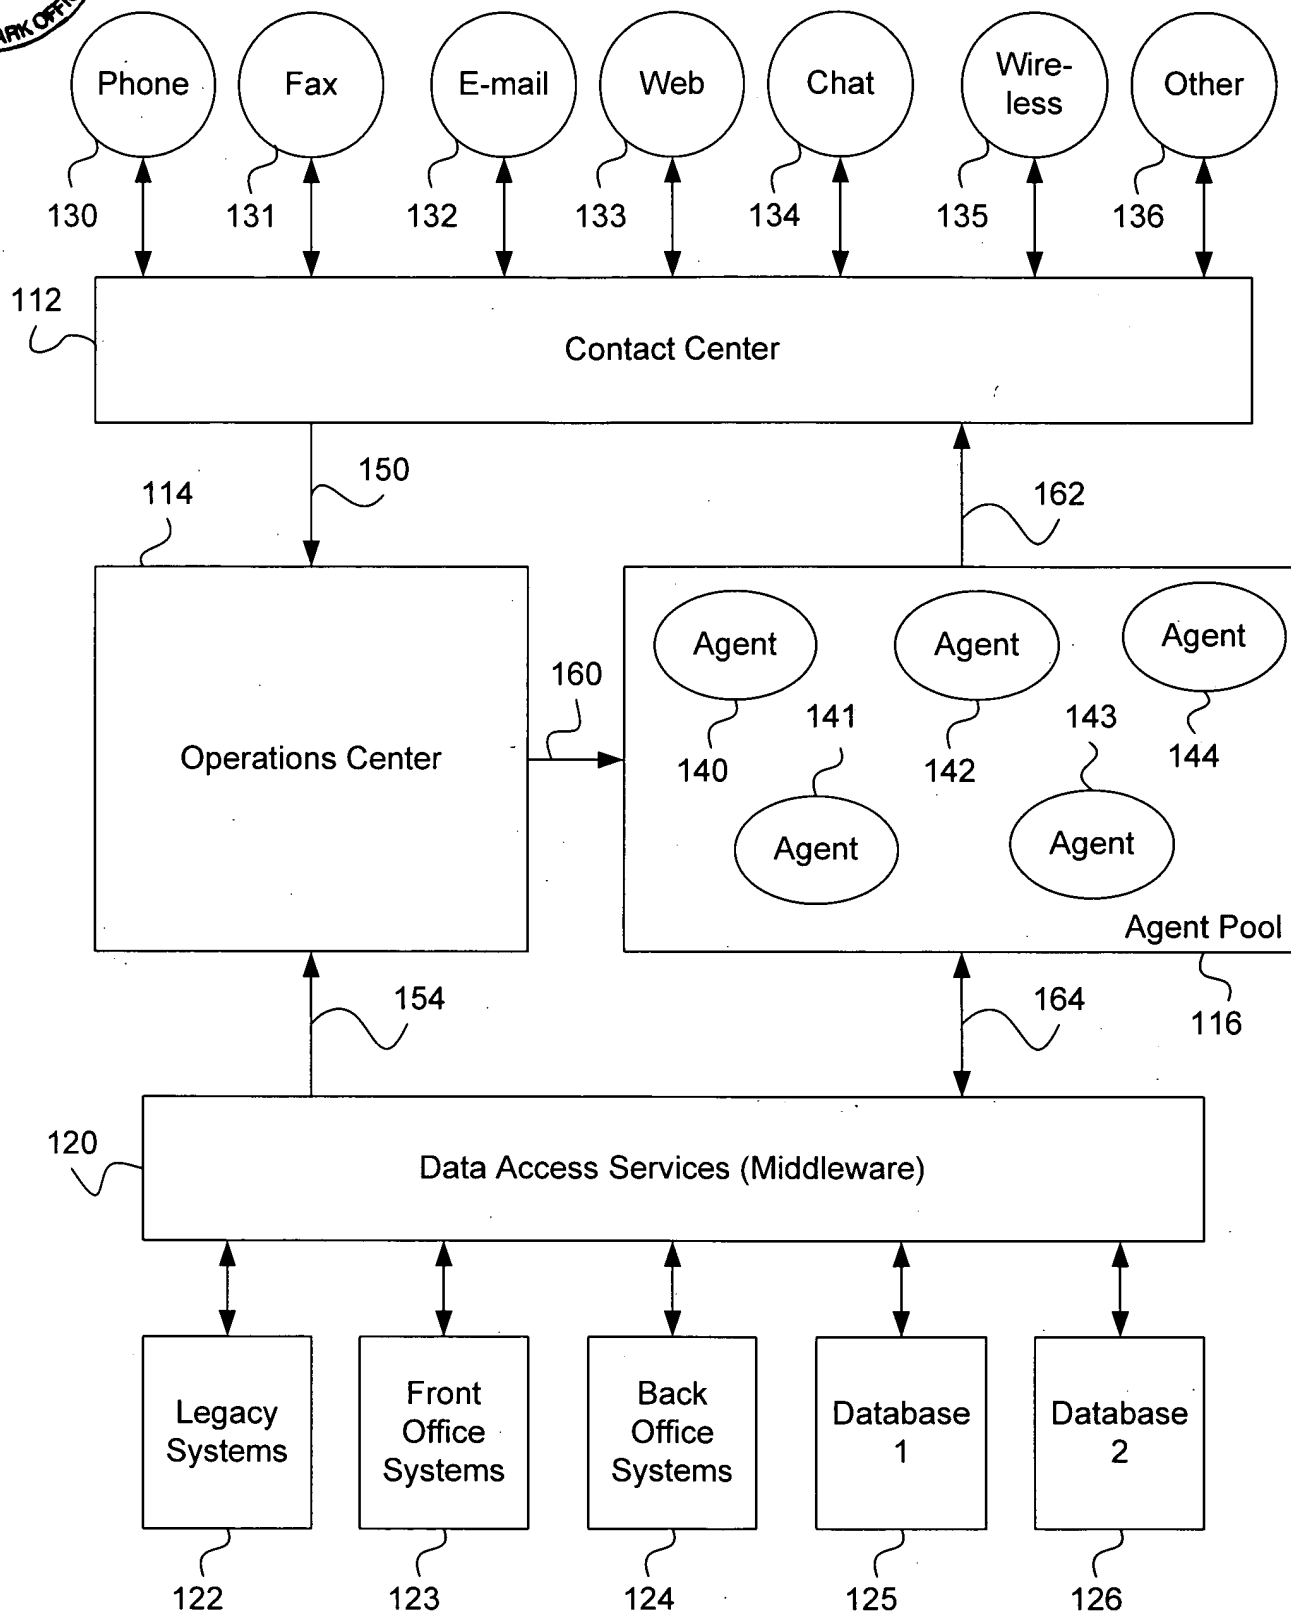 ARK OFFI
Phone
Fax
E-mail
Web
Chat
Wire-
less
Other
130
131
132
133
134
135
136
112
Contact Center
150
114
162
Agent
Agent
Agent
160
141
143
Operations Center
140
142
144
Agent
Agent
Agent Pool
154
164
116
120
Data Access Services (Middleware)
Legacy
Systems
Front
Office
Systems
Back
Office
Systems
Database
1
Database
2
122
123
124
125
126